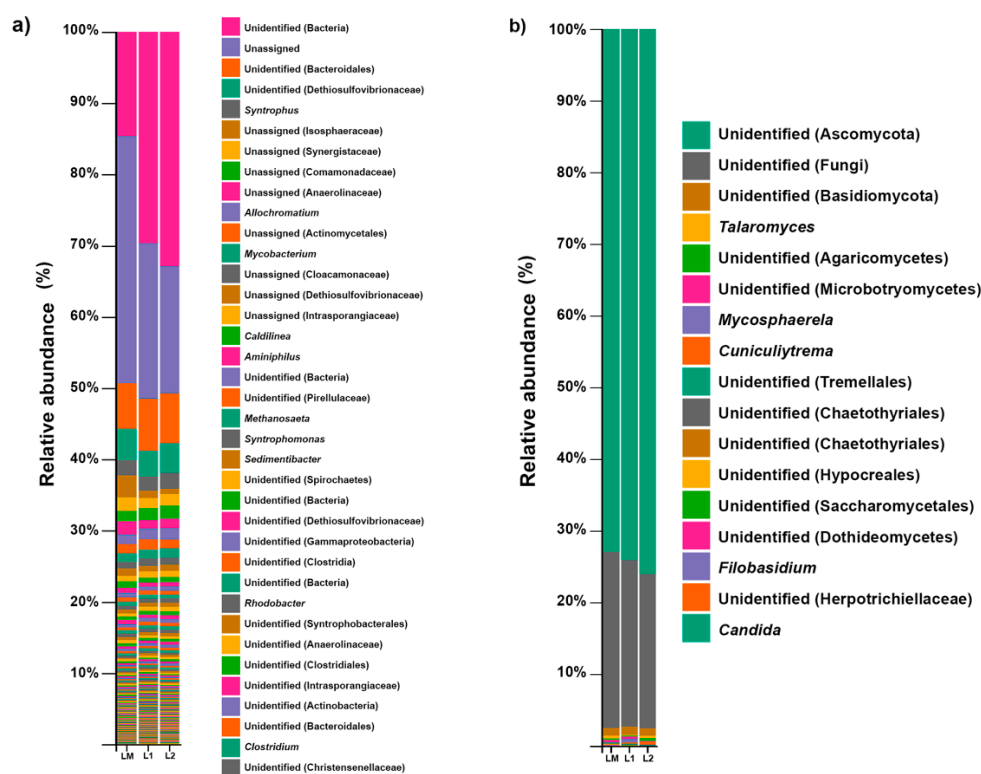 a)
Relative abundance (%)
100%
90%
80%
70%
60%
50%
40%
30%
20%
10%
LM L1 L2
Unidentified (Bacteria)
Unassigned
Unidentified (Bacteroidales)
Unidentified (Dethiosulfovibrionaceae)
Syntrophus
Unassigned (Isosphaeraceae)
Unassigned (Synergistaceae)
Unassigned (Comamonadaceae)
Unassigned (Anaerolinaceae)
Allochromatium
Unassigned (Actinomycetales)
Mycobacterium
Unassigned (Cloacamonaceae)
Unassigned (Dethiosulfovibrionaceae)
Unassigned (Intrasporangiaceae)
Caldilinea
Aminiphilus
Unidentified (Bacteria)
Unidentified (Pirellulaceae)
Methanosaeta
Syntrophomonas
Sedimentibacter
Unidentified (Spirochaetes)
Unidentified (Bacteria)
Unidentified (Dethiosulfovibrionaceae)
Unidentified (Gammaproteobacteria)
Unidentified (Clostridia)
Unidentified (Bacteria)
Rhodobacter
Unidentified (Syntrophobacterales)
Unidentified (Anaerolinaceae)
Unidentified (Clostridiales)
Unidentified (Intrasporangiaceae)
Unidentified (Actinobacteria)
Unidentified (Bacteroidales)
Clostridium
Unidentified (Christensenellaceae)
b)
Relative abundance (%)
100%
90%
80%
70%
60%
50%
40%
30%
20%
10%
LM L1 L2
Unidentified (Ascomycota)
Unidentified (Fungi)
Unidentified (Basidiomycota)
Talaromyces
Unidentified (Agaricomycetes)
Unidentified (Microbotryomycetes)
Mycosphaerela
Cuniculiytrema
Unidentified (Tremellales)
Unidentified (Chaetothyriales)
Unidentified (Chaetothyriales)
Unidentified (Hypocreales)
Unidentified (Saccharomycetales)
Unidentified (Dothideomycetes)
Filobasidium
Unidentified (Herpotrichiellaceae)
Candida